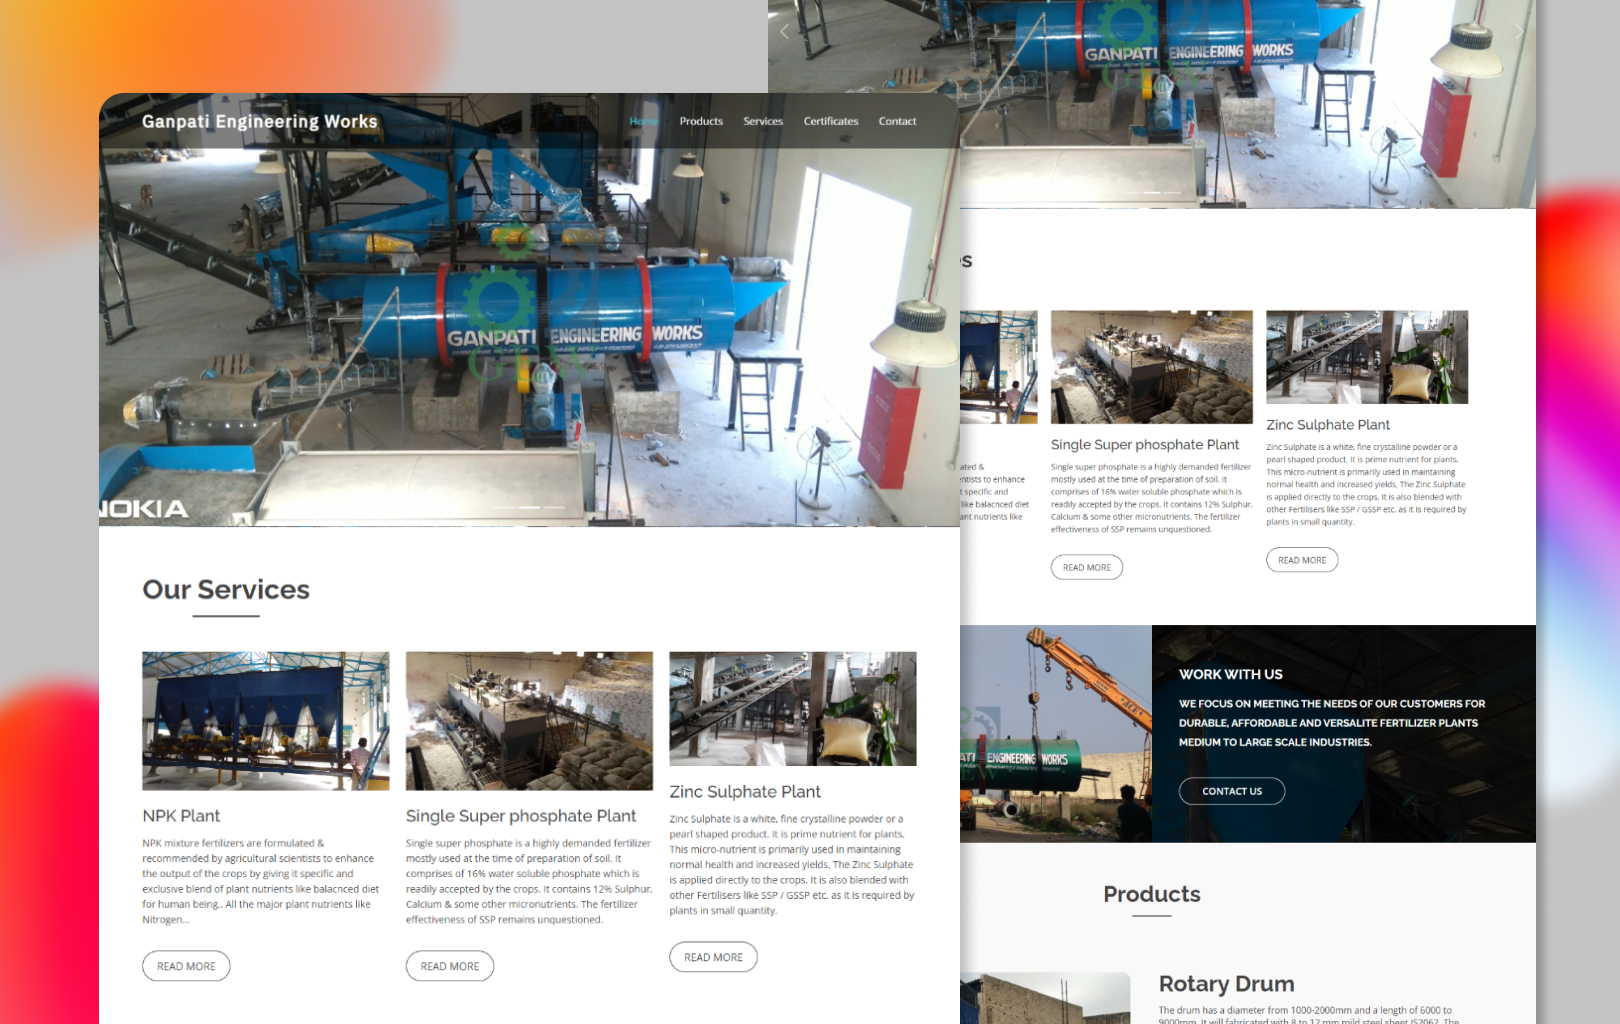 Ganpati Engineering Works
Home Products Services Certificates Contact
GANPATI ENGINEERING WORKS
NOKIA
Our Services
NPK Plant
NPK mixture fertilizers are formulated &
recommended by agricultural scientists to enhance
the output of the crops by giving it specific and
exclusive blend of plant nutrients like balacnced diet
for human being.. All the major plant nutrients like
Nitrogen...
READ MORE
Single Super phosphate Plant
Single super phosphate is a highly demanded fertilizer
mostly used at the time of preparation of soil. It
comprises of 16% water soluble phosphate which is
readily accepted by the crops. It contains 12% Sulphur,
Calcium & some other micronutrients. The fertilizer
effectiveness of SSP remains unquestioned.
READ MORE
Zinc Sulphate Plant
Zinc Sulphate is a white, fine crystalline powder or a
pearl shaped product. It is prime nutrient for plants.
This micro-nutrient is primarily used in maintaining
normal health and increased yields, The Zinc Sulphate
is applied directly to the crops. It is also blended with
other Fertilisers like SSP / GSSP etc. as it is required by
plants in small quantity.
READ MORE
GANPATI ENGINEERING WORKS
es
ated &
entists to enhance
t specific and
like balacnced diet
ant nutrients like
Single Super phosphate Plant
Single super phosphate is a highly demanded fertilizer
mostly used at the time of preparation of soil. it
comprises of 16% water soluble phosphate which is
readily accepted by the crops. It contains 12% Sulphur,
Calcium & some other micronutrients. The fertilizer
effectiveness of SSP remains unquestioned.
READ MORE
Zinc Sulphate Plant
Zinc Sulphate is a white, fine crystalline powder or a
pearl shaped product. It is prime nutrient for plants.
This micro-nutrient is primarily used in maintaining
normal health and increased yields, The Zinc Sulphate
is applied directly to the crops. It is also blended with
other Fertilisers like SSP / GSSP etc. as it is required by
plants in small quantity.
READ MORE
ATI ENGINEERING WORKS
WORK WITH US
WE FOCUS ON MEETING THE NEEDS OF OUR CUSTOMERS FOR
DURABLE, AFFORDABLE AND VERSALITE FERTILIZER PLANTS
MEDIUM TO LARGE SCALE INDUSTRIES.
CONTACT US
Products
Rotary Drum
The drum has a diameter from 1000-2000mm and a length of 6000 to
9000mm. It will fabricated with 8 to 12 mm mild steel sheet IS2062. The